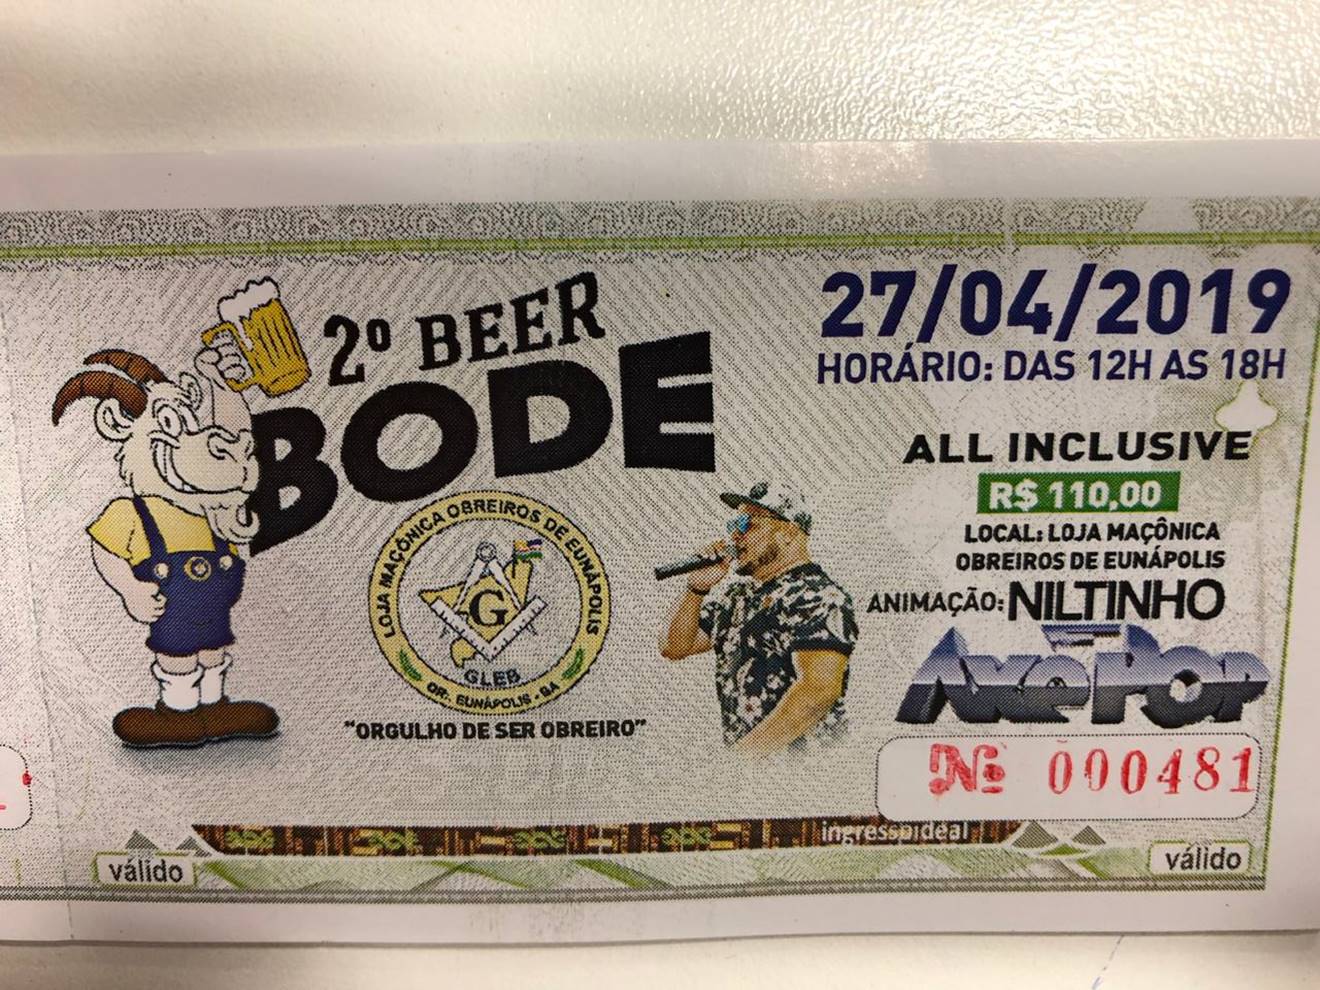 2º BEER
BODE
LOJA MAÇÔNICA OBREIROS DE EUNÁPOLIS
G
GLEB
OR∴ EUNÁPOLIS - BA
"ORGULHO DE SER OBREIRO"
27/04/2019
HORÁRIO: DAS 12H AS 18H
ALL INCLUSIVE
R$ 110,00
LOCAL: LOJA MAÇÔNICA
OBREIROS DE EUNÁPOLIS
ANIMAÇÃO: NILTINHO
AXÉ POP
Nº 000481
ingressoideal
válido
válido